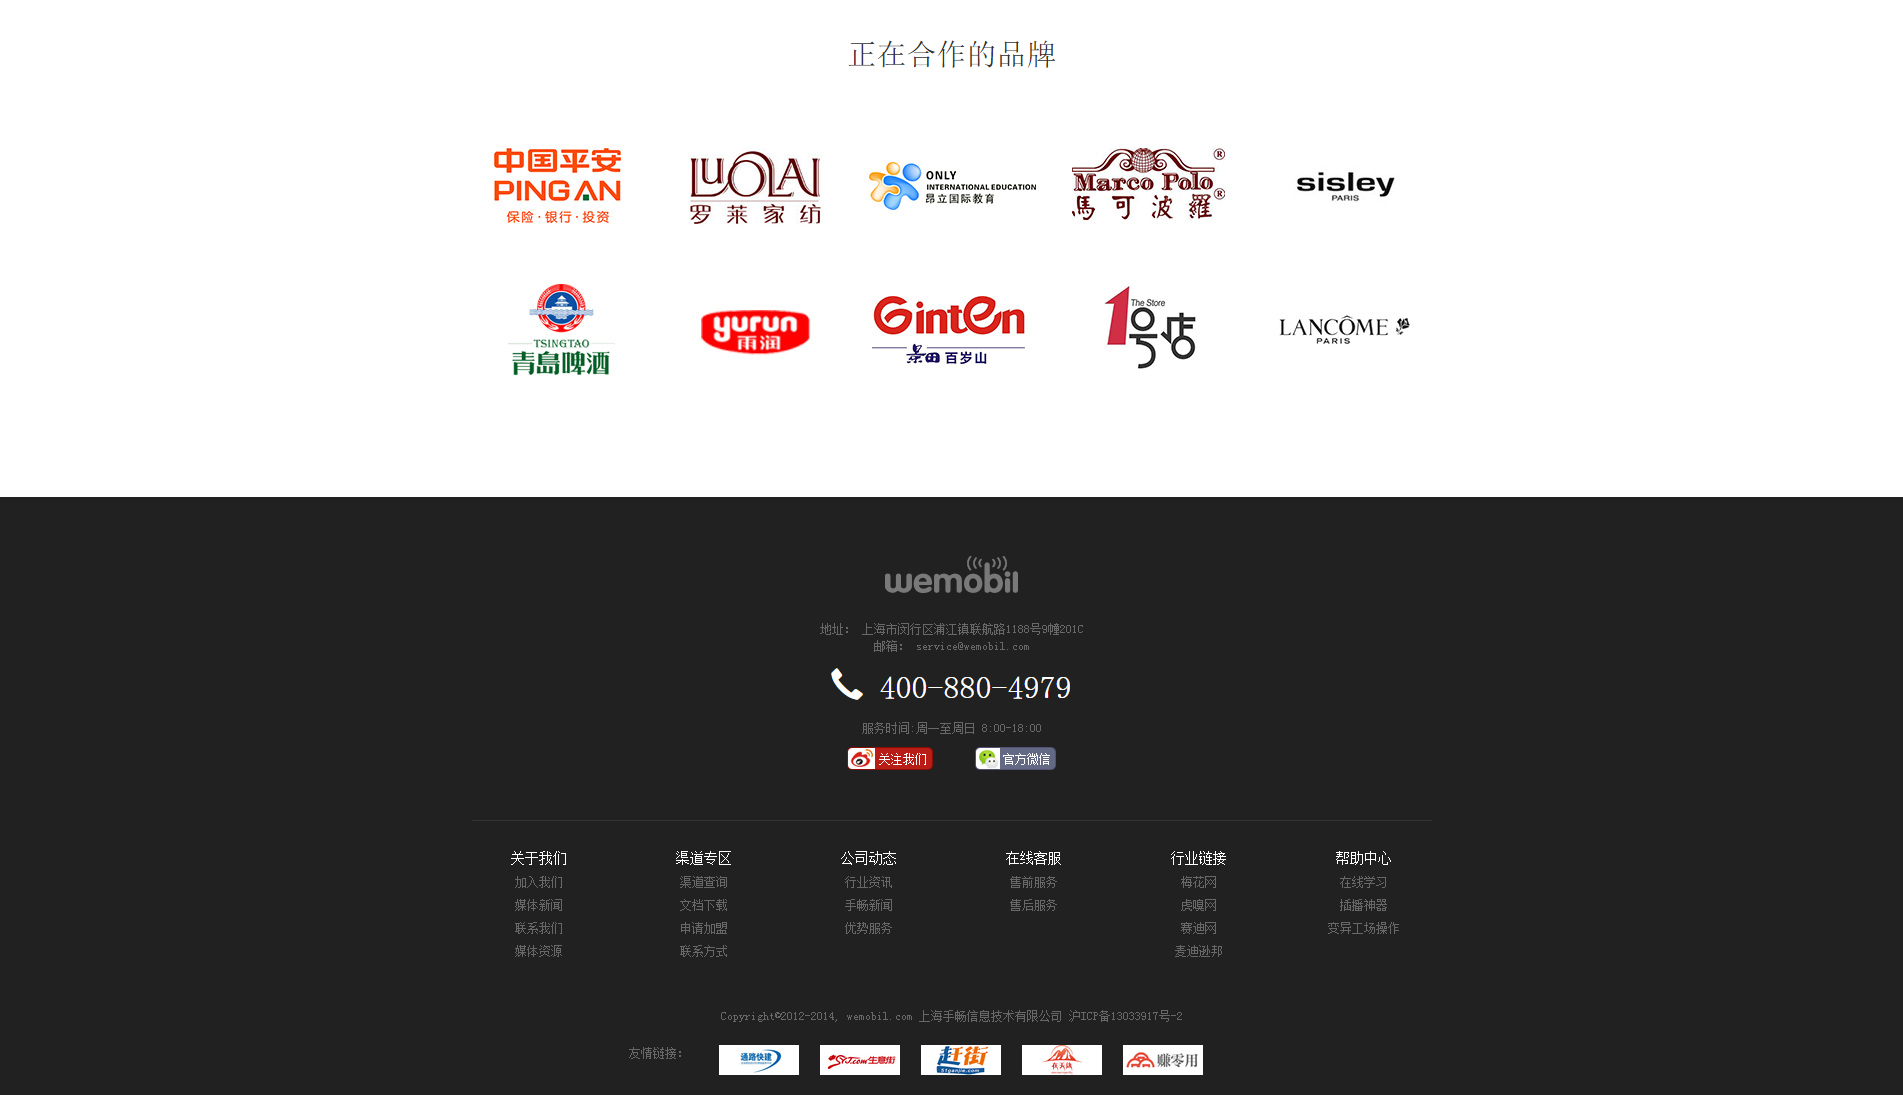 正在合作的品牌
中国平安
PING AN
保险·银行·投资
LUOLAI
罗莱家纺
ONLY
INTERNATIONAL EDUCATION
昂立国际教育
Marco Polo®
馬可波羅®
sisley
PARIS
TSINGTAO
青島啤酒
yurun
雨润
Ginten
景田 百岁山
The Store
1号店
LANCÔME
PARIS
wemobil
地址： 上海市闵行区浦江镇联航路1188号9幢201C
邮箱： service@wemobil.com
400-880-4979
服务时间:周一至周日 8:00-18:00
关注我们 官方微信
关于我们 渠道专区 公司动态 在线客服 行业链接 帮助中心
加入我们 渠道查询 行业资讯 售前服务 梅花网 在线学习
媒体新闻 文档下载 手畅新闻 售后服务 虎嗅网 插播神器
联系我们 申请加盟 优势服务 赛迪网 变异工场操作
媒体资源 联系方式 麦迪逊邦
Copyright©2012-2014, wemobil.com 上海手畅信息技术有限公司 沪ICP备13033917号-2
友情链接： 通路快建 生意街 赶街 赚零用
51ganjie.com